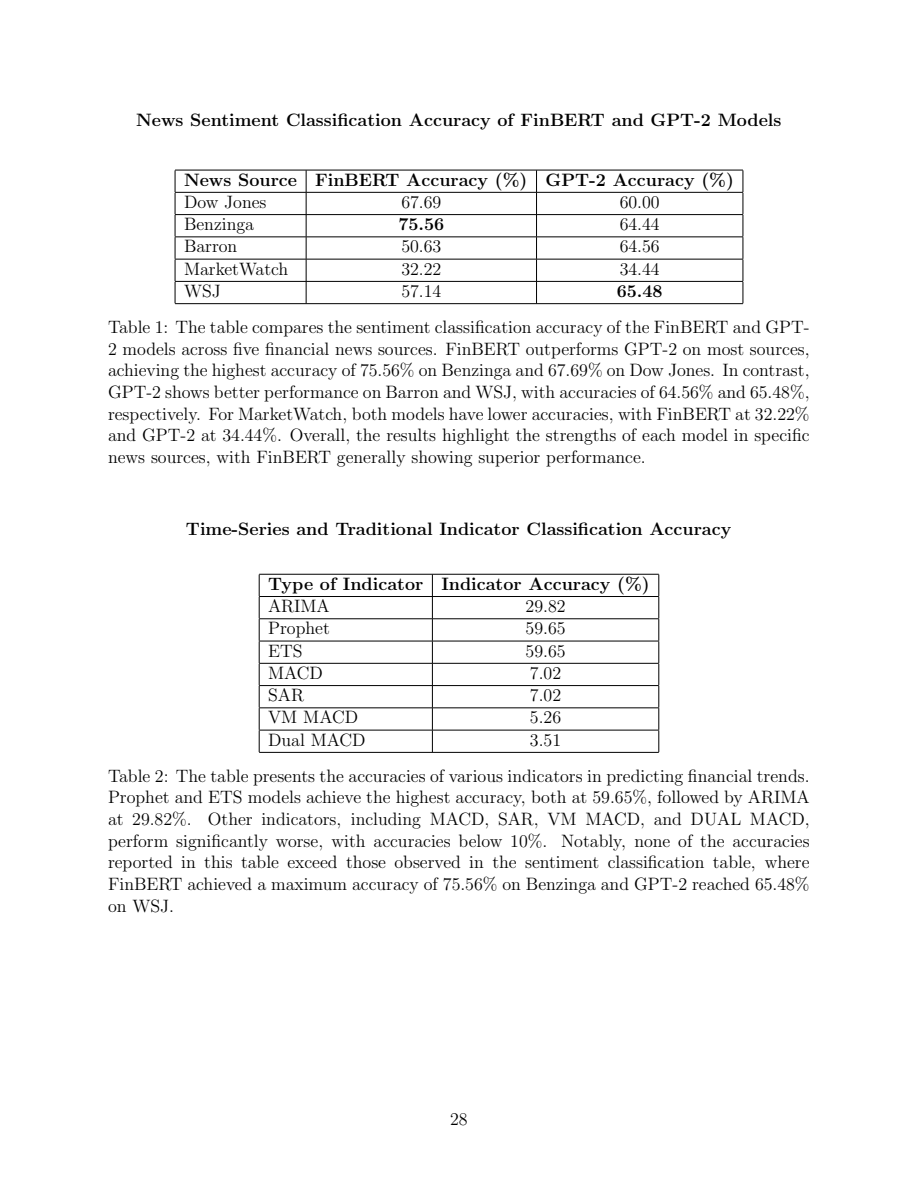 News Sentiment Classification Accuracy of FinBERT and GPT-2 Models
News Source FinBERT Accuracy (%) GPT-2 Accuracy (%)
Dow Jones 67.69 60.00
Benzinga 75.56 64.44
Barron 50.63 64.56
MarketWatch 32.22 34.44
WSJ 57.14 65.48
Table 1: The table compares the sentiment classification accuracy of the FinBERT and GPT-
2 models across five financial news sources. FinBERT outperforms GPT-2 on most sources,
achieving the highest accuracy of 75.56% on Benzinga and 67.69% on Dow Jones. In contrast,
GPT-2 shows better performance on Barron and WSJ, with accuracies of 64.56% and 65.48%,
respectively. For MarketWatch, both models have lower accuracies, with FinBERT at 32.22%
and GPT-2 at 34.44%. Overall, the results highlight the strengths of each model in specific
news sources, with FinBERT generally showing superior performance.
Time-Series and Traditional Indicator Classification Accuracy
Type of Indicator Indicator Accuracy (%)
ARIMA 29.82
Prophet 59.65
ETS 59.65
MACD 7.02
SAR 7.02
VM MACD 5.26
Dual MACD 3.51
Table 2: The table presents the accuracies of various indicators in predicting financial trends.
Prophet and ETS models achieve the highest accuracy, both at 59.65%, followed by ARIMA
at 29.82%. Other indicators, including MACD, SAR, VM MACD, and DUAL MACD,
perform significantly worse, with accuracies below 10%. Notably, none of the accuracies
reported in this table exceed those observed in the sentiment classification table, where
FinBERT achieved a maximum accuracy of 75.56% on Benzinga and GPT-2 reached 65.48%
on WSJ.
28